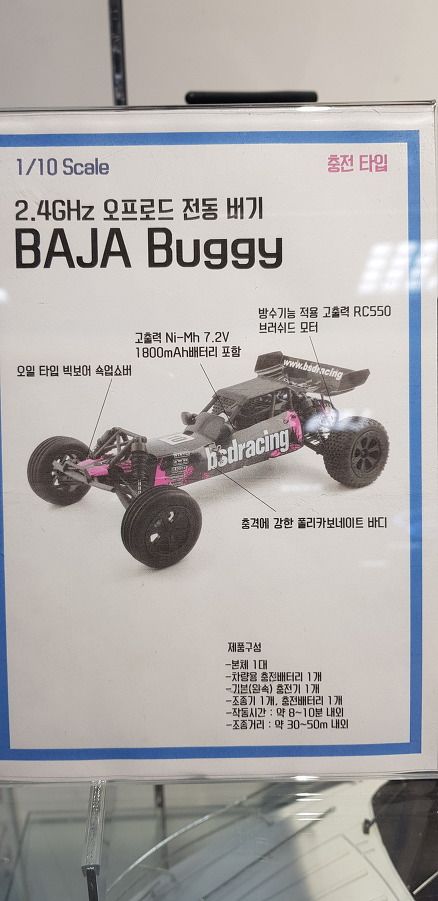 1/10 Scale
충전 타입
2.4GHz 오프로드 전동 버기
BAJA Buggy
방수기능 적용 고출력 RC550
브러쉬드 모터
고출력 Ni-Mh 7.2V
1800mAh배터리 포함
오일 타입 빅보어 쇽업쇼버
www.bsdracing
bsdracing
충격에 강한 폴리카보네이트 바디
제품구성
-본체 1대
-차량용 충전배터리 1개
-기본(완속) 충전기 1개
-조종기 1개, 충전배터리 1개
-작동시간 : 약 8~10분 내외
-조종거리 : 약 30~50m 내외